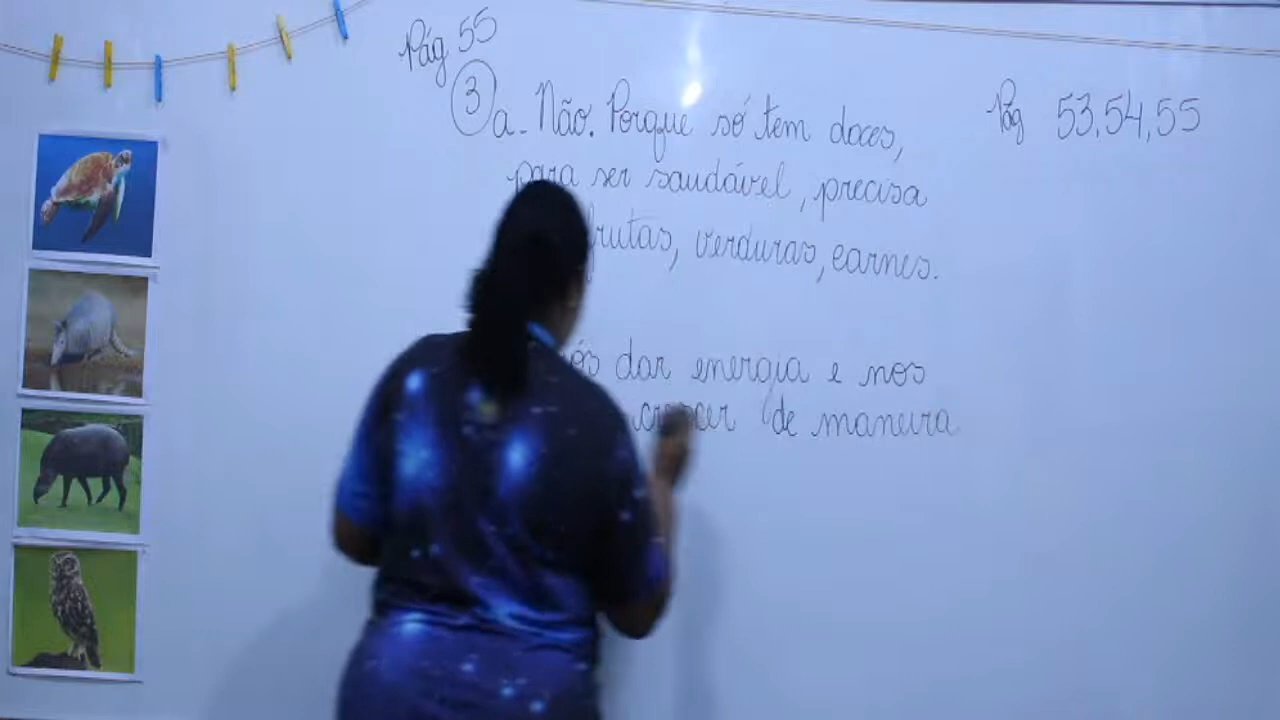 Pág 55
Pág 53,54,55
3 a - Não. Porque só tem doces,
para ser saudável, precisa
frutas, verduras, carnes.
nós dar energia e nos
crescer de maneira